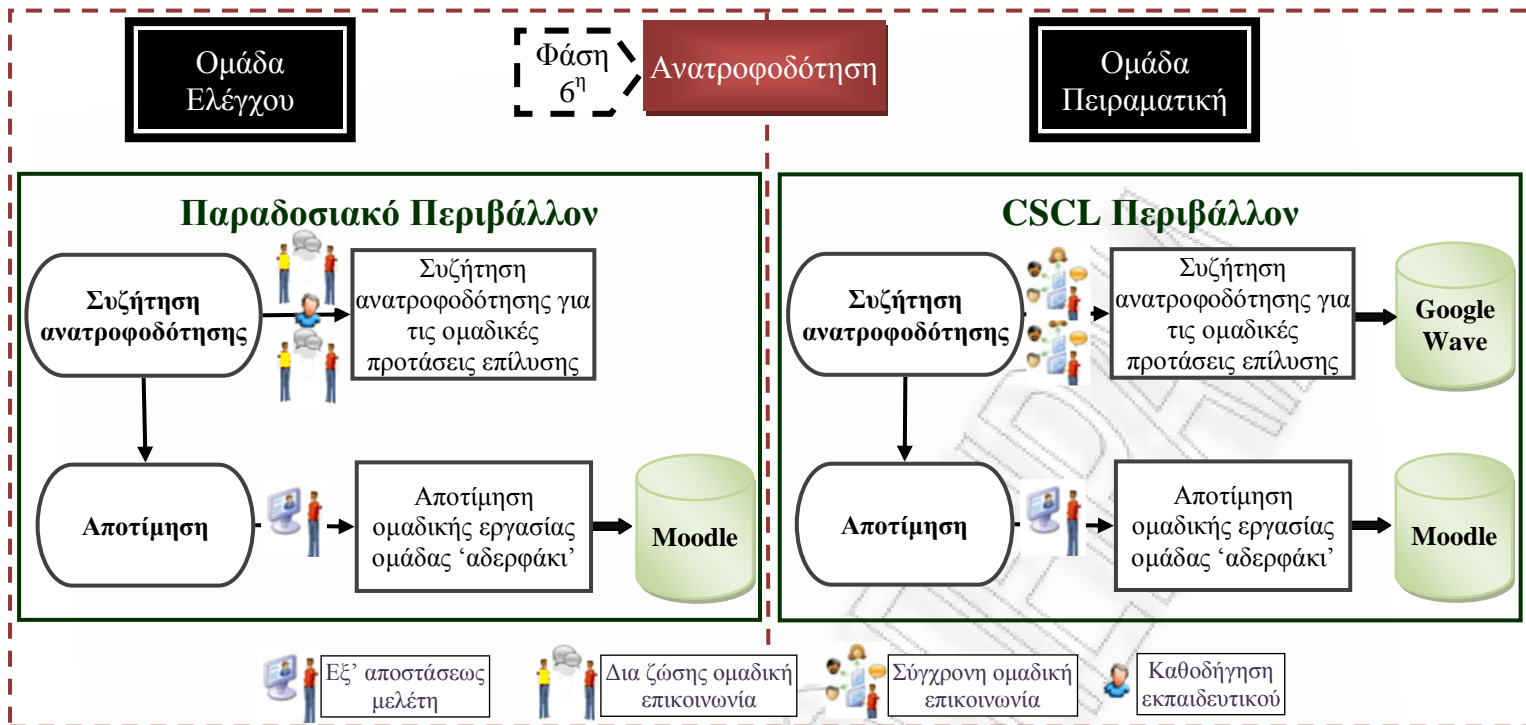 Ομάδα
Ελέγχου
Φάση
6η
Ανατροφοδότηση
Ομάδα
Πειραματική
Παραδοσιακό Περιβάλλον
Συζήτηση
ανατροφοδότησης
Συζήτηση
ανατροφοδότησης για
τις ομαδικές
προτάσεις επίλυσης
Αποτίμηση
Αποτίμηση
ομαδικής εργασίας
ομάδας ‘αδερφάκι’
Moodle
CSCL Περιβάλλον
Συζήτηση
ανατροφοδότησης
Συζήτηση
ανατροφοδότησης για
τις ομαδικές
προτάσεις επίλυσης
Google
Wave
Αποτίμηση
Αποτίμηση
ομαδικής εργασίας
ομάδας ‘αδερφάκι’
Moodle
Εξ’ αποστάσεως
μελέτη
Δια ζώσης ομαδική
επικοινωνία
Σύγχρονη ομαδική
επικοινωνία
Καθοδήγηση
εκπαιδευτικού